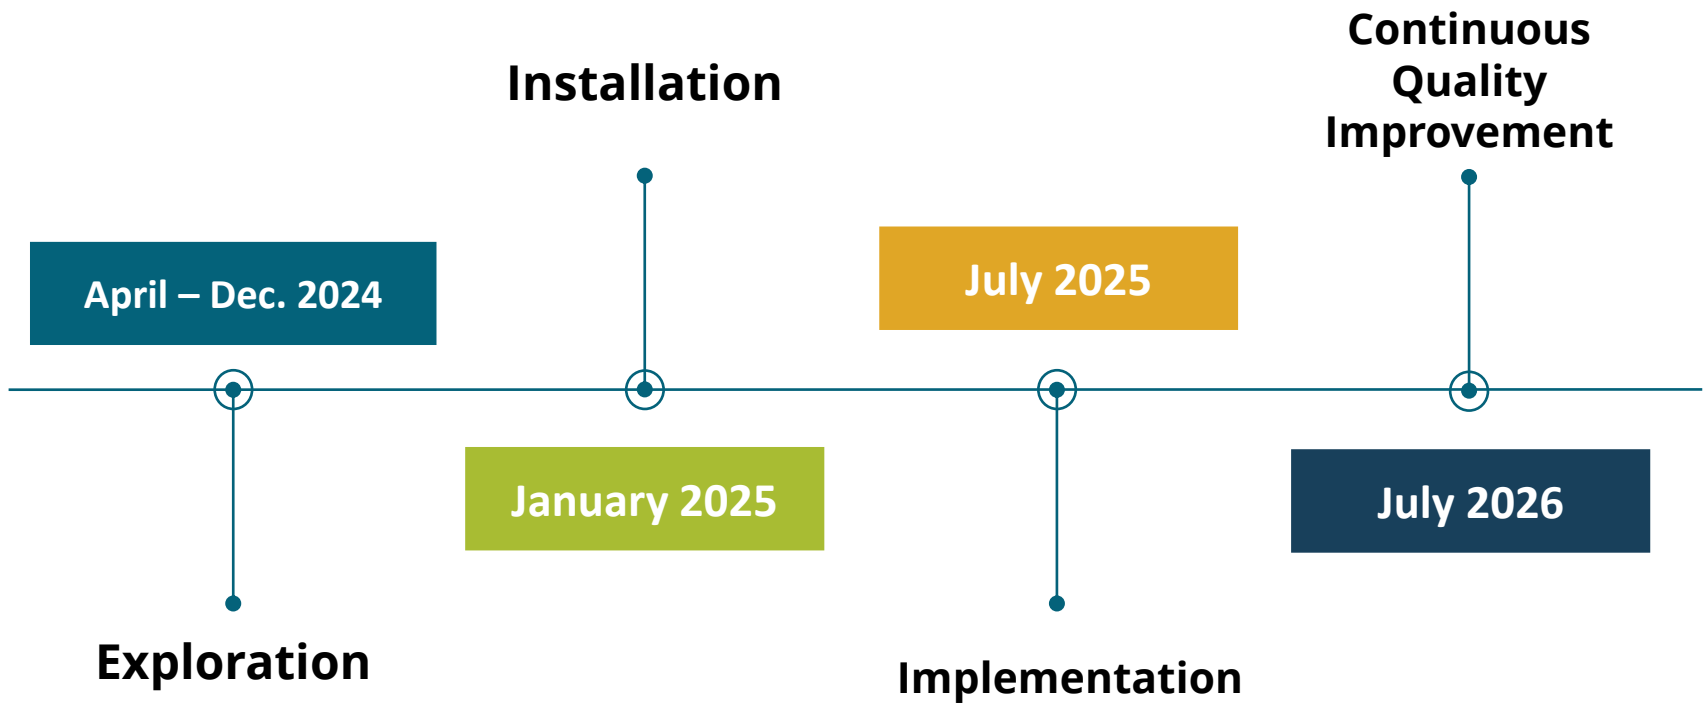 Continuous
Quality
Improvement
Installation
April – Dec. 2024
July 2025
January 2025
July 2026
Exploration
Implementation